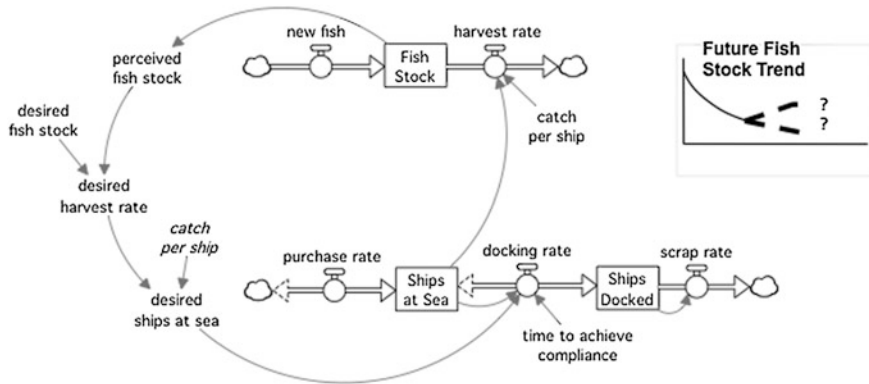 new fish
harvest rate
Fish
Stock
Future Fish
Stock Trend
?
?
perceived
fish stock
desired
fish stock
catch
per ship
desired
harvest rate
catch
per ship
purchase rate
docking rate
scrap rate
Ships
at Sea
Ships
Docked
desired
ships at sea
time to achieve
compliance